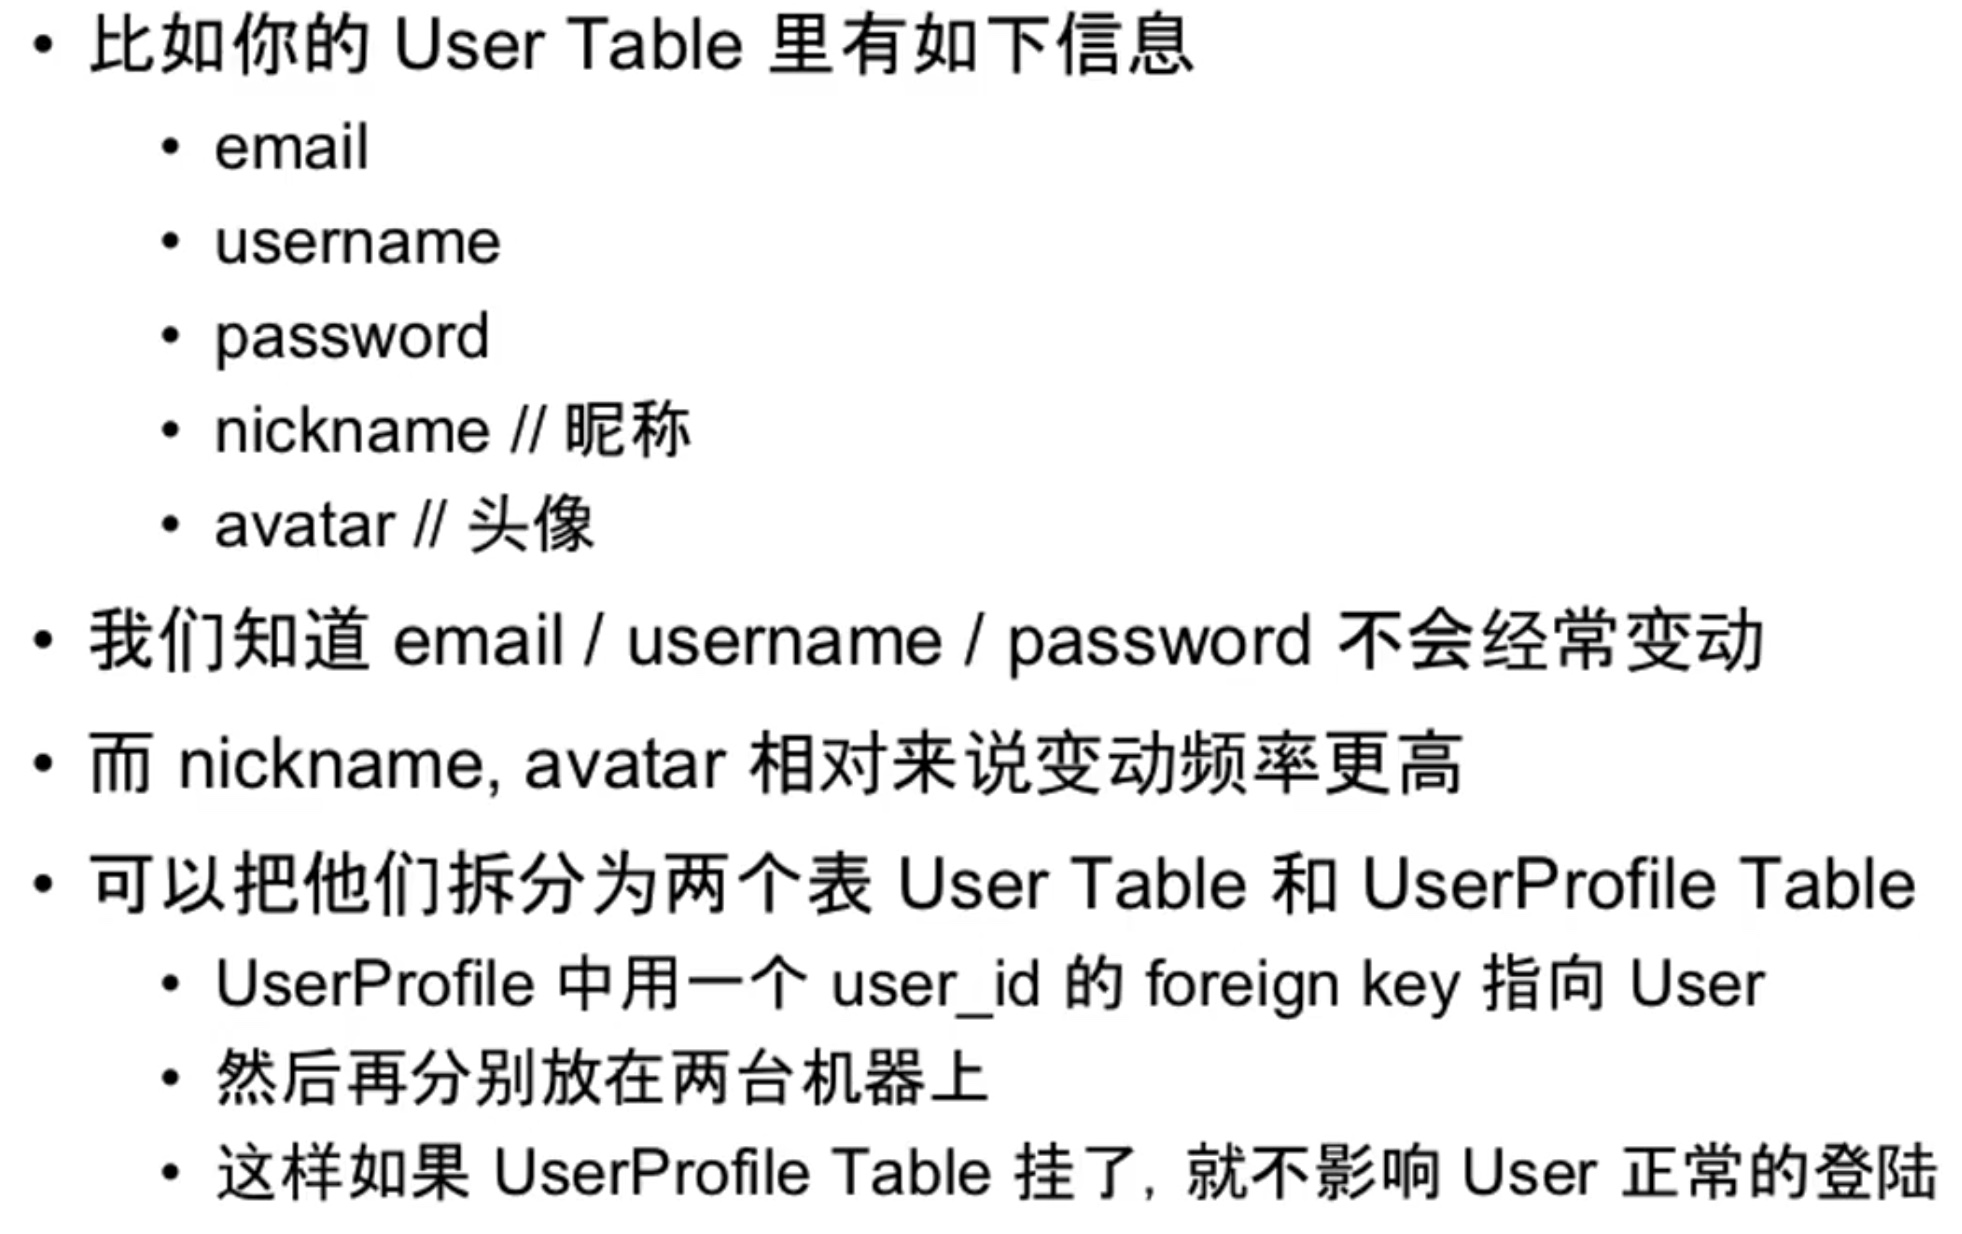 • 比如你的 User Table 里有如下信息
• email
• username
• password
• nickname // 昵称
• avatar // 头像
• 我们知道 email / username / password 不会经常变动
• 而 nickname, avatar 相对来说变动频率更高
• 可以把他们拆分为两个表 User Table 和 UserProfile Table
• UserProfile 中用一个 user_id 的 foreign key 指向 User
• 然后再分别放在两台机器上
• 这样如果 UserProfile Table 挂了, 就不影响 User 正常的登陆